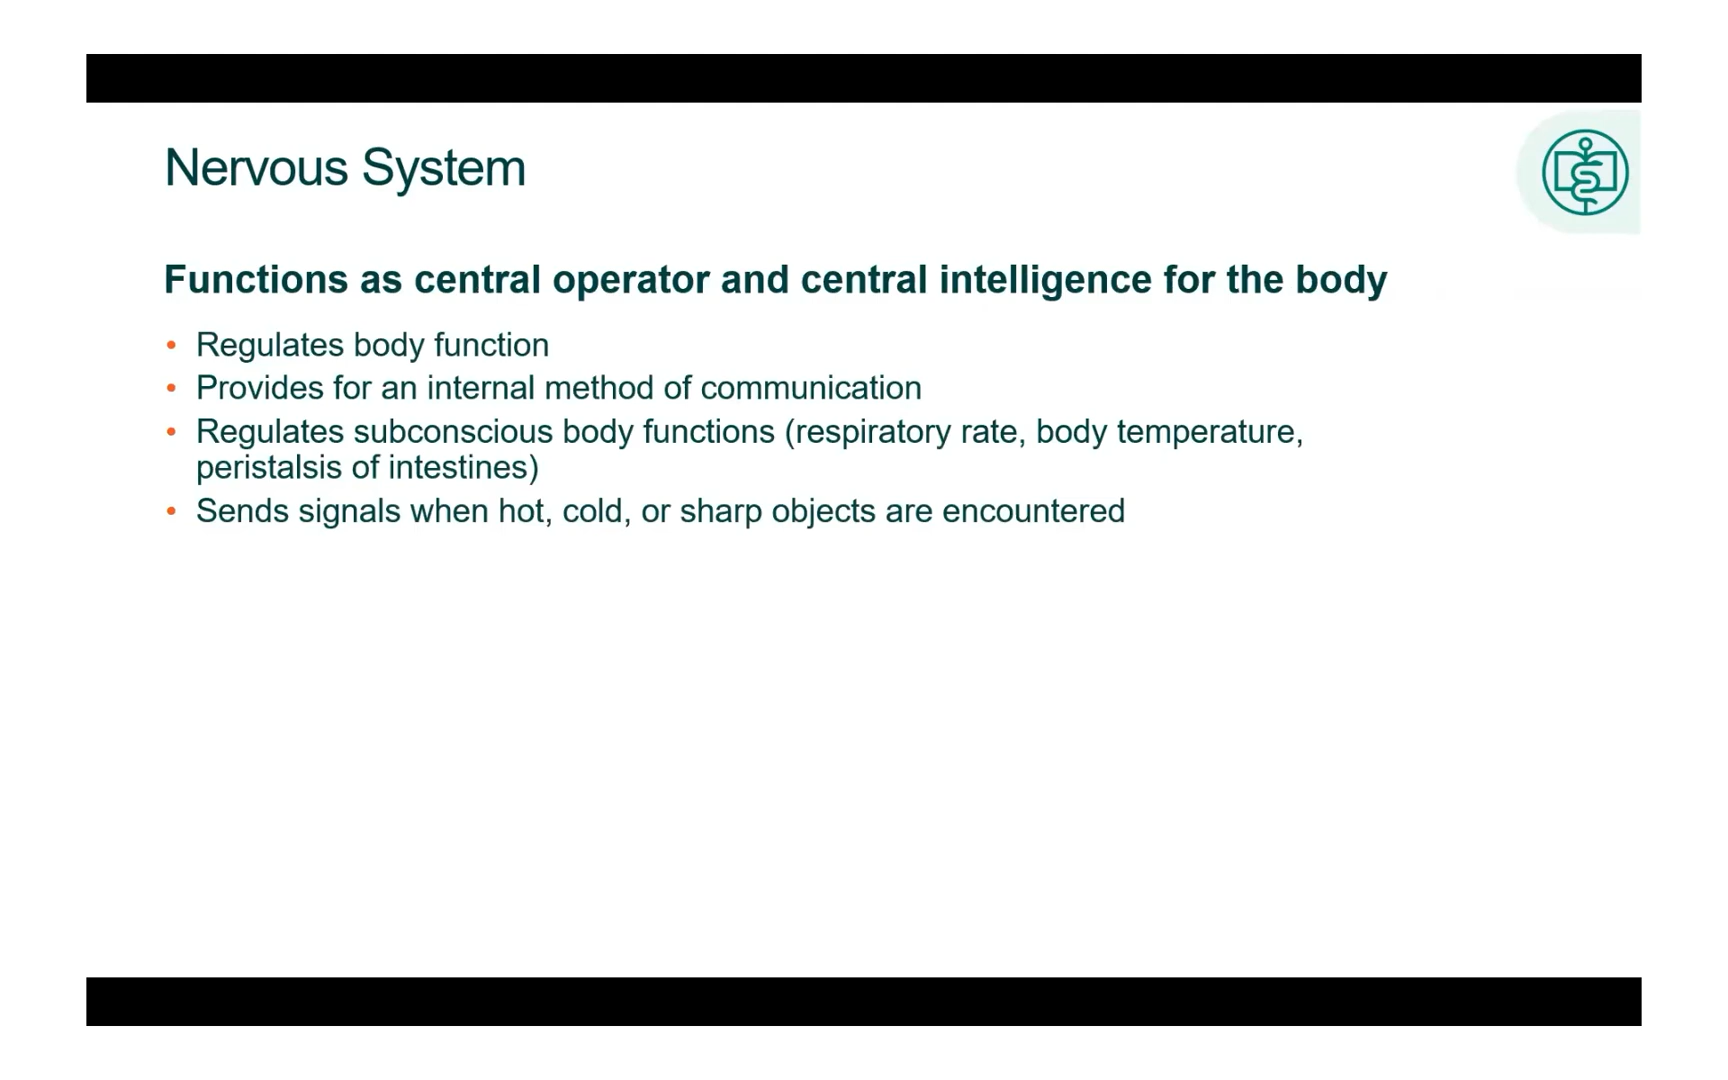 Nervous System
Functions as central operator and central intelligence for the body
• Regulates body function
• Provides for an internal method of communication
• Regulates subconscious body functions (respiratory rate, body temperature,
peristalsis of intestines)
• Sends signals when hot, cold, or sharp objects are encountered